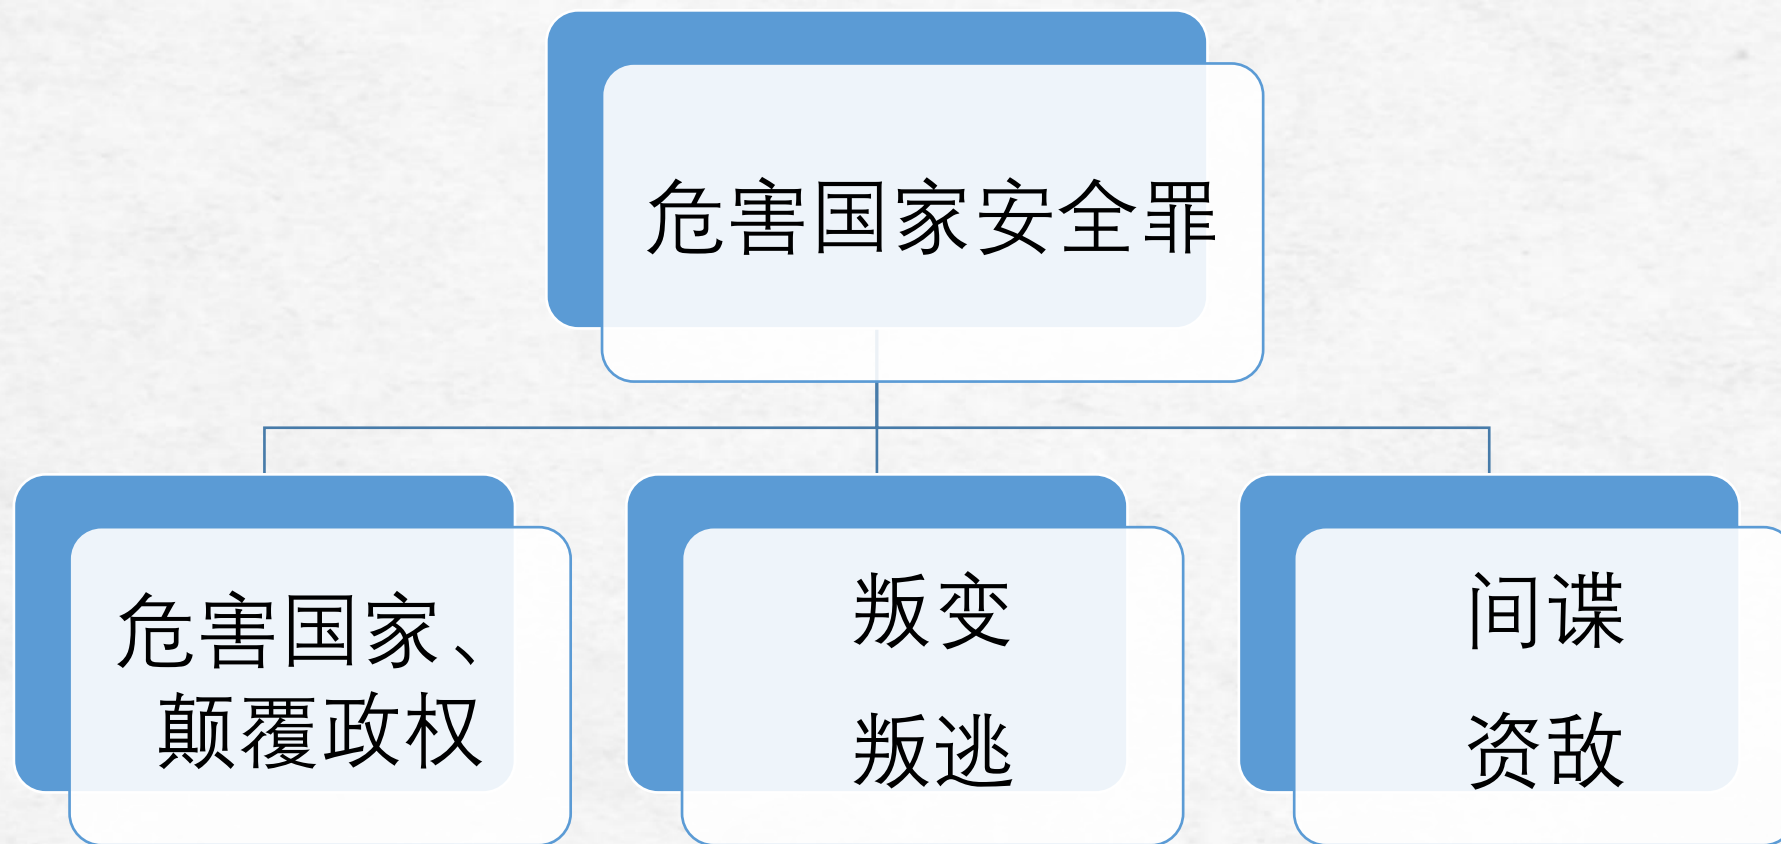 危害国家安全罪
危害国家、
颠覆政权
叛变
叛逃
间谍
资敌